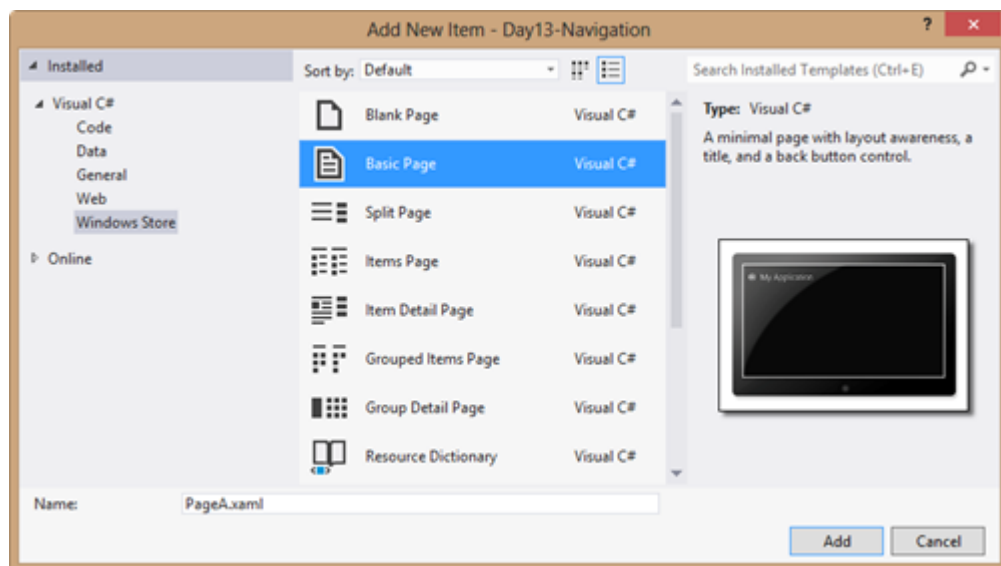 Add New Item - Day13-Navigation
?
Installed
Sort by: Default
Search Installed Templates (Ctrl+E)
Visual C#
Code
Data
General
Web
Windows Store
Online
Blank Page Visual C#
Basic Page Visual C#
Split Page Visual C#
Items Page Visual C#
Item Detail Page Visual C#
Grouped Items Page Visual C#
Group Detail Page Visual C#
Resource Dictionary Visual C#
Type: Visual C#
A minimal page with layout awareness, a
title, and a back button control.
My Application
Name: PageA.xaml
Add Cancel